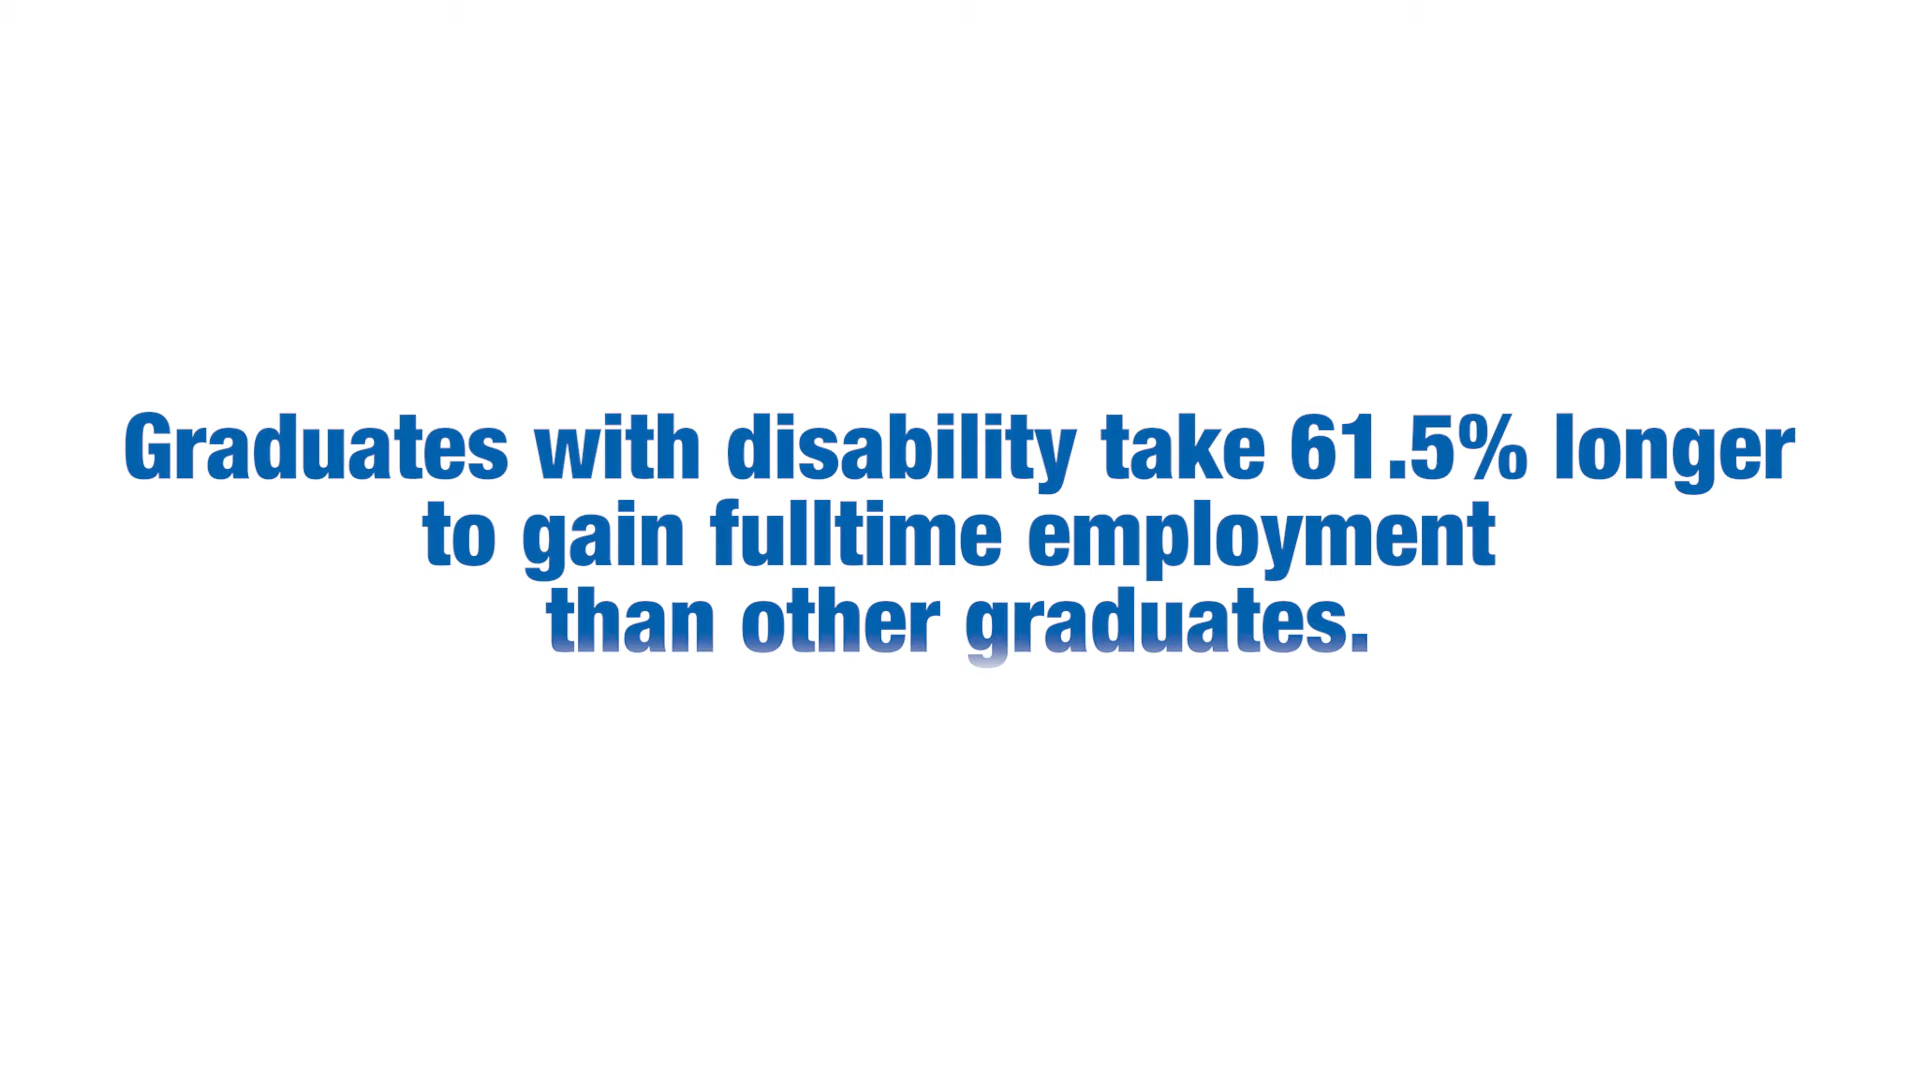 Graduates with disability take 61.5% longer
to gain fulltime employment
than other graduates.